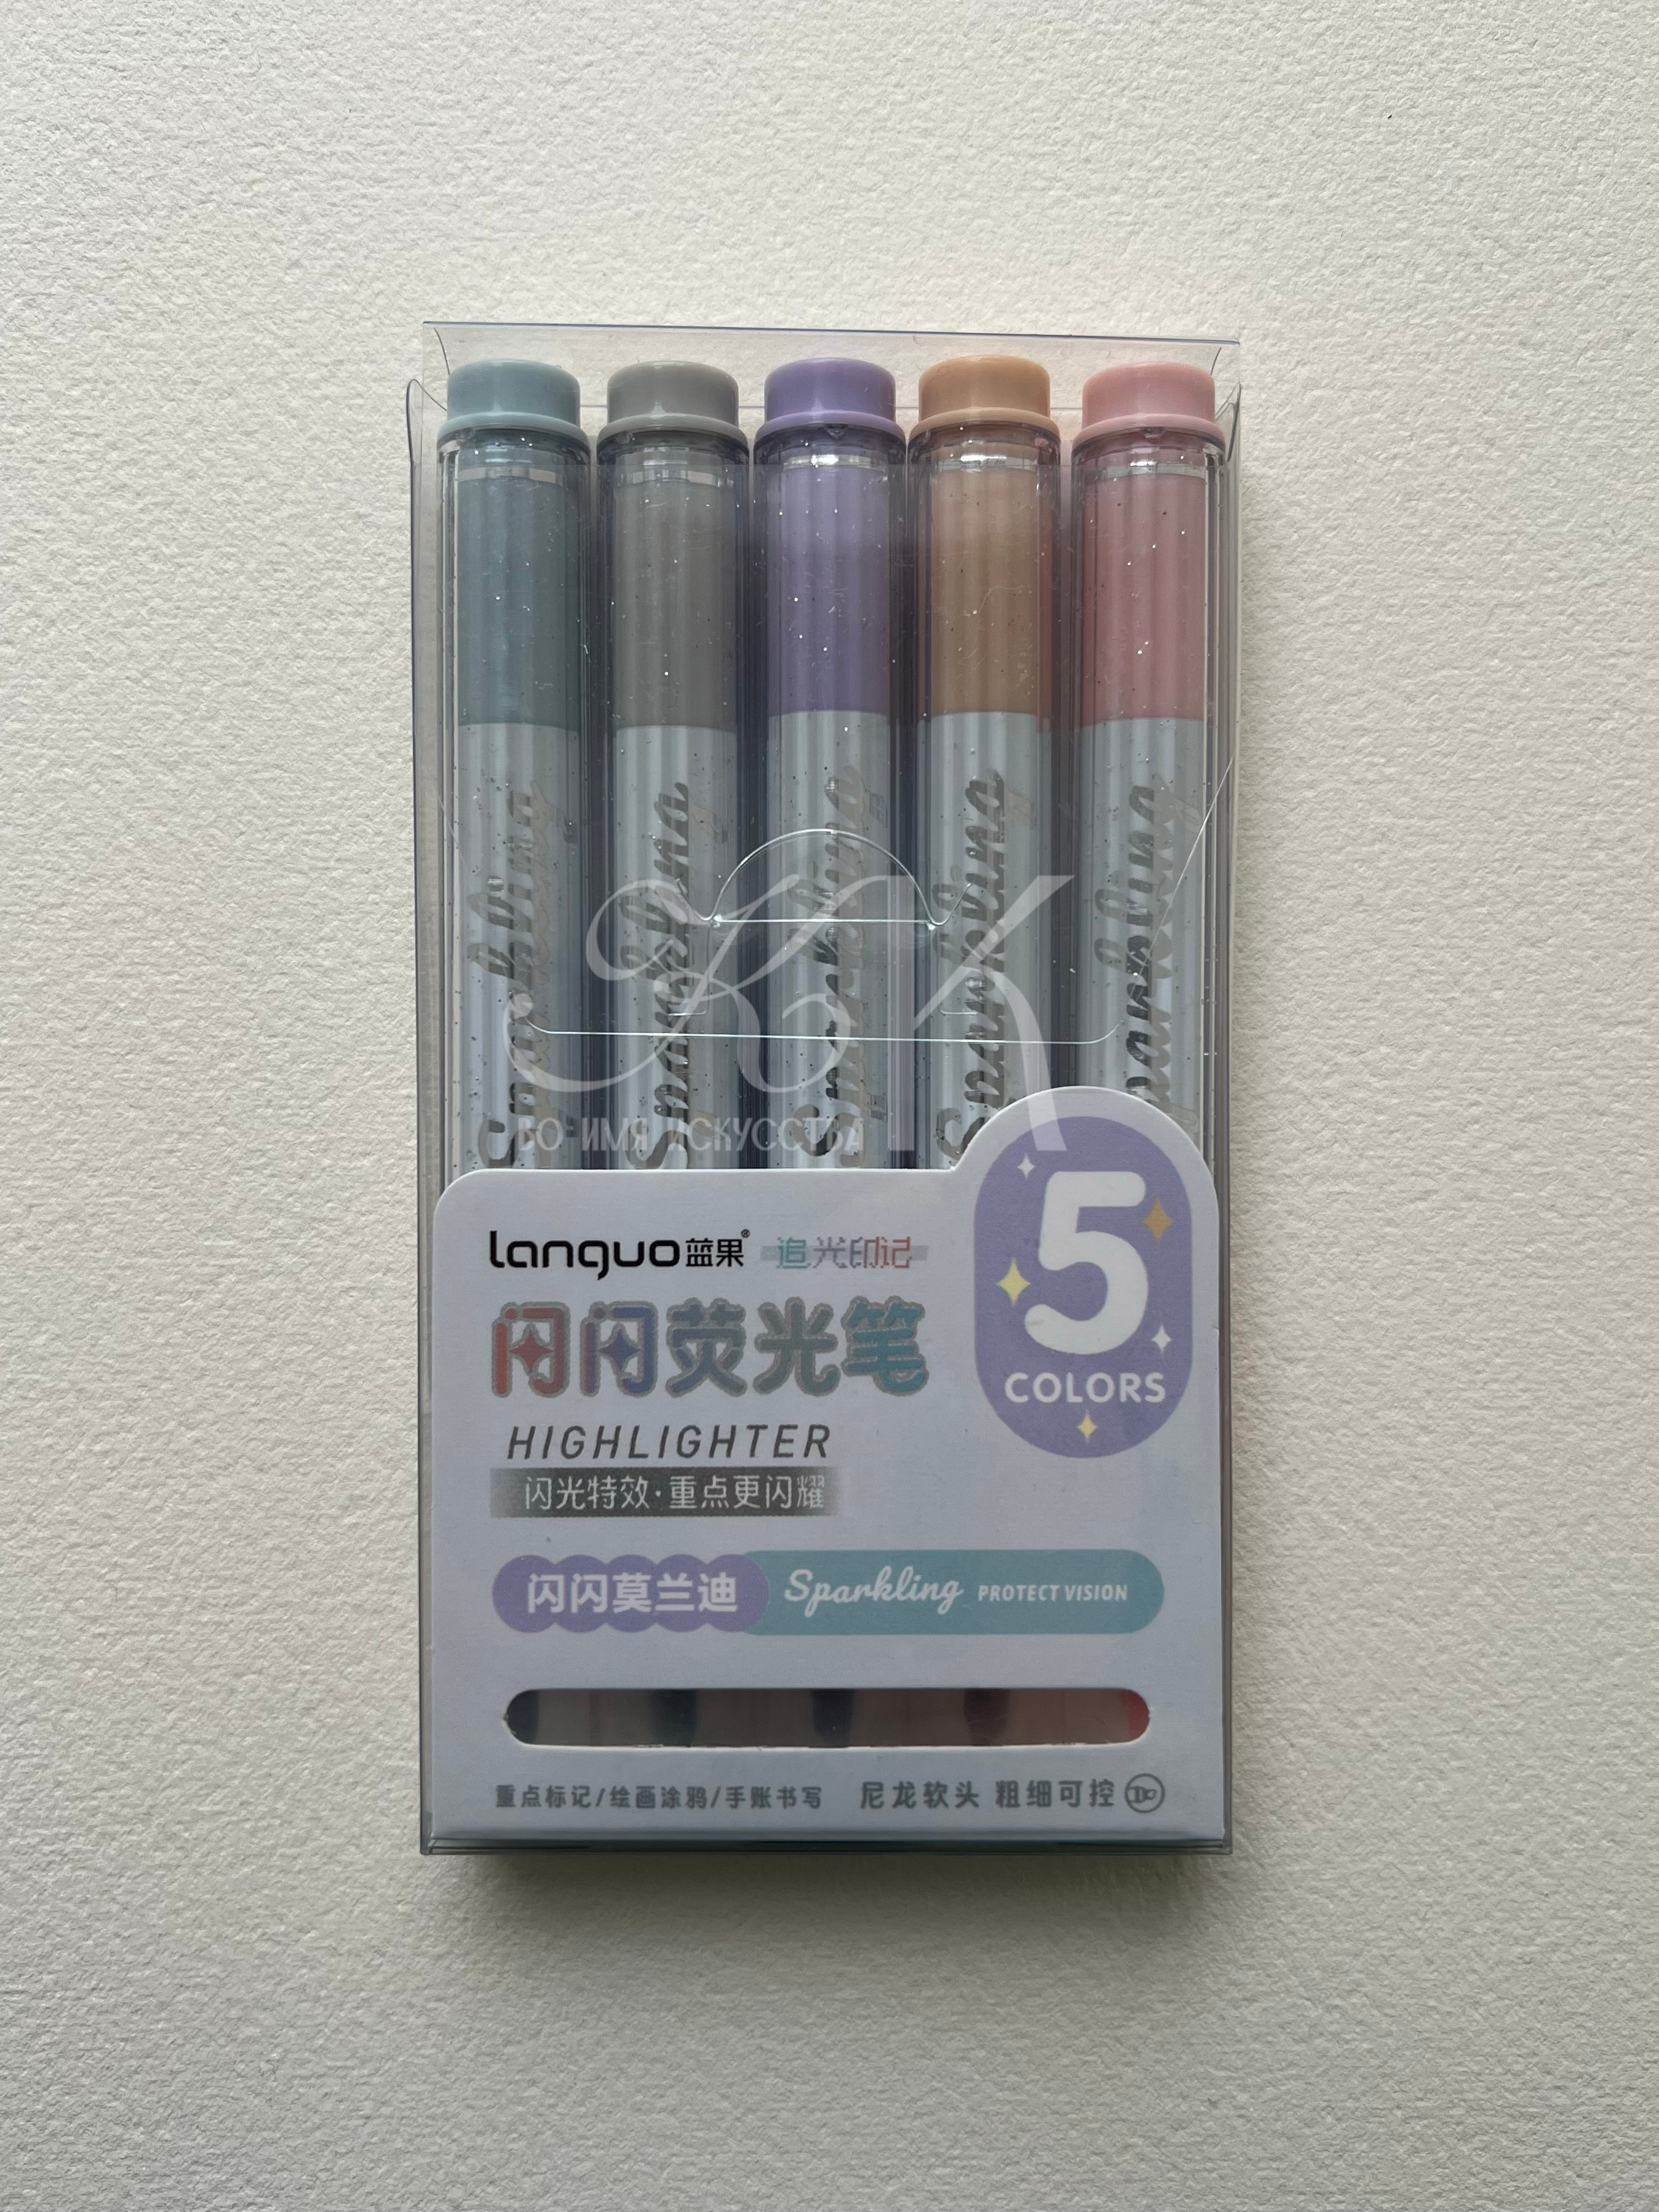 Sparkling
Sparkling
Sparkling
Sparkling
Sparkling
КК
ВО ИМЯ ИСКУССТВА
languo蓝果® 追光印记
5
COLORS
闪闪荧光笔
HIGHLIGHTER
闪光特效·重点更闪耀
闪闪莫兰迪 Sparkling PROTECT VISION
重点标记/绘画涂鸦/手账书写 尼龙软头 粗细可控